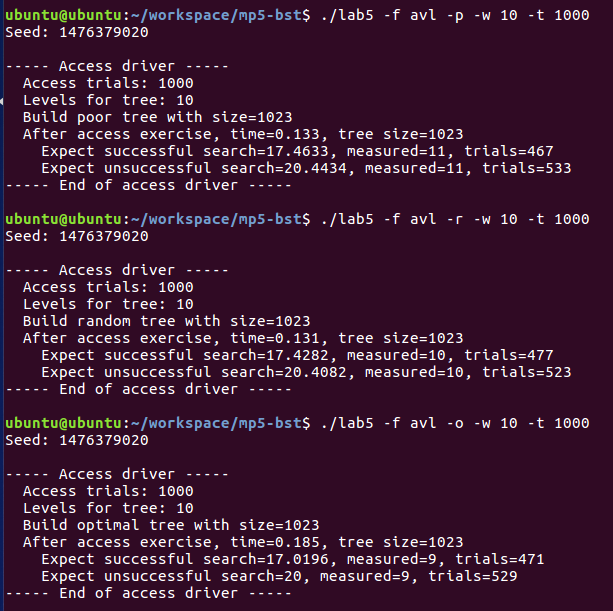 ubuntu@ubuntu:~/workspace/mp5-bst$ ./lab5 -f avl -p -w 10 -t 1000
Seed: 1476379020
----- Access driver -----
Access trials: 1000
Levels for tree: 10
Build poor tree with size=1023
After access exercise, time=0.133, tree size=1023
Expect successful search=17.4633, measured=11, trials=467
Expect unsuccessful search=20.4434, measured=11, trials=533
----- End of access driver -----
ubuntu@ubuntu:~/workspace/mp5-bst$ ./lab5 -f avl -r -w 10 -t 1000
Seed: 1476379020
----- Access driver -----
Access trials: 1000
Levels for tree: 10
Build random tree with size=1023
After access exercise, time=0.131, tree size=1023
Expect successful search=17.4282, measured=10, trials=477
Expect unsuccessful search=20.4082, measured=10, trials=523
----- End of access driver -----
ubuntu@ubuntu:~/workspace/mp5-bst$ ./lab5 -f avl -o -w 10 -t 1000
Seed: 1476379020
----- Access driver -----
Access trials: 1000
Levels for tree: 10
Build optimal tree with size=1023
After access exercise, time=0.185, tree size=1023
Expect successful search=17.0196, measured=9, trials=471
Expect unsuccessful search=20, measured=9, trials=529
----- End of access driver -----